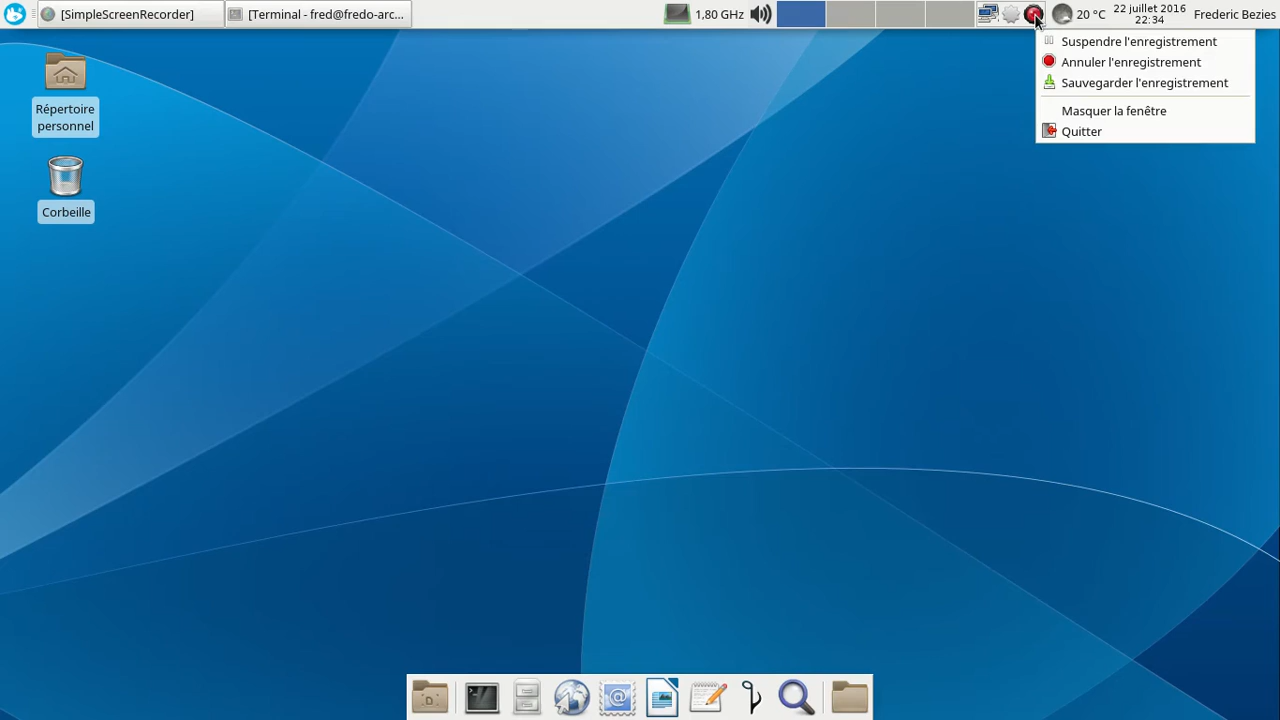 [SimpleScreenRecorder]
[Terminal - fred@fredo-arc...
1,80 GHz
20 °C
22 juillet 2016
22:34
Frederic Bezies
Suspendre l'enregistrement
Annuler l'enregistrement
Sauvegarder l'enregistrement
Masquer la fenêtre
Quitter
Répertoire
personnel
Corbeille